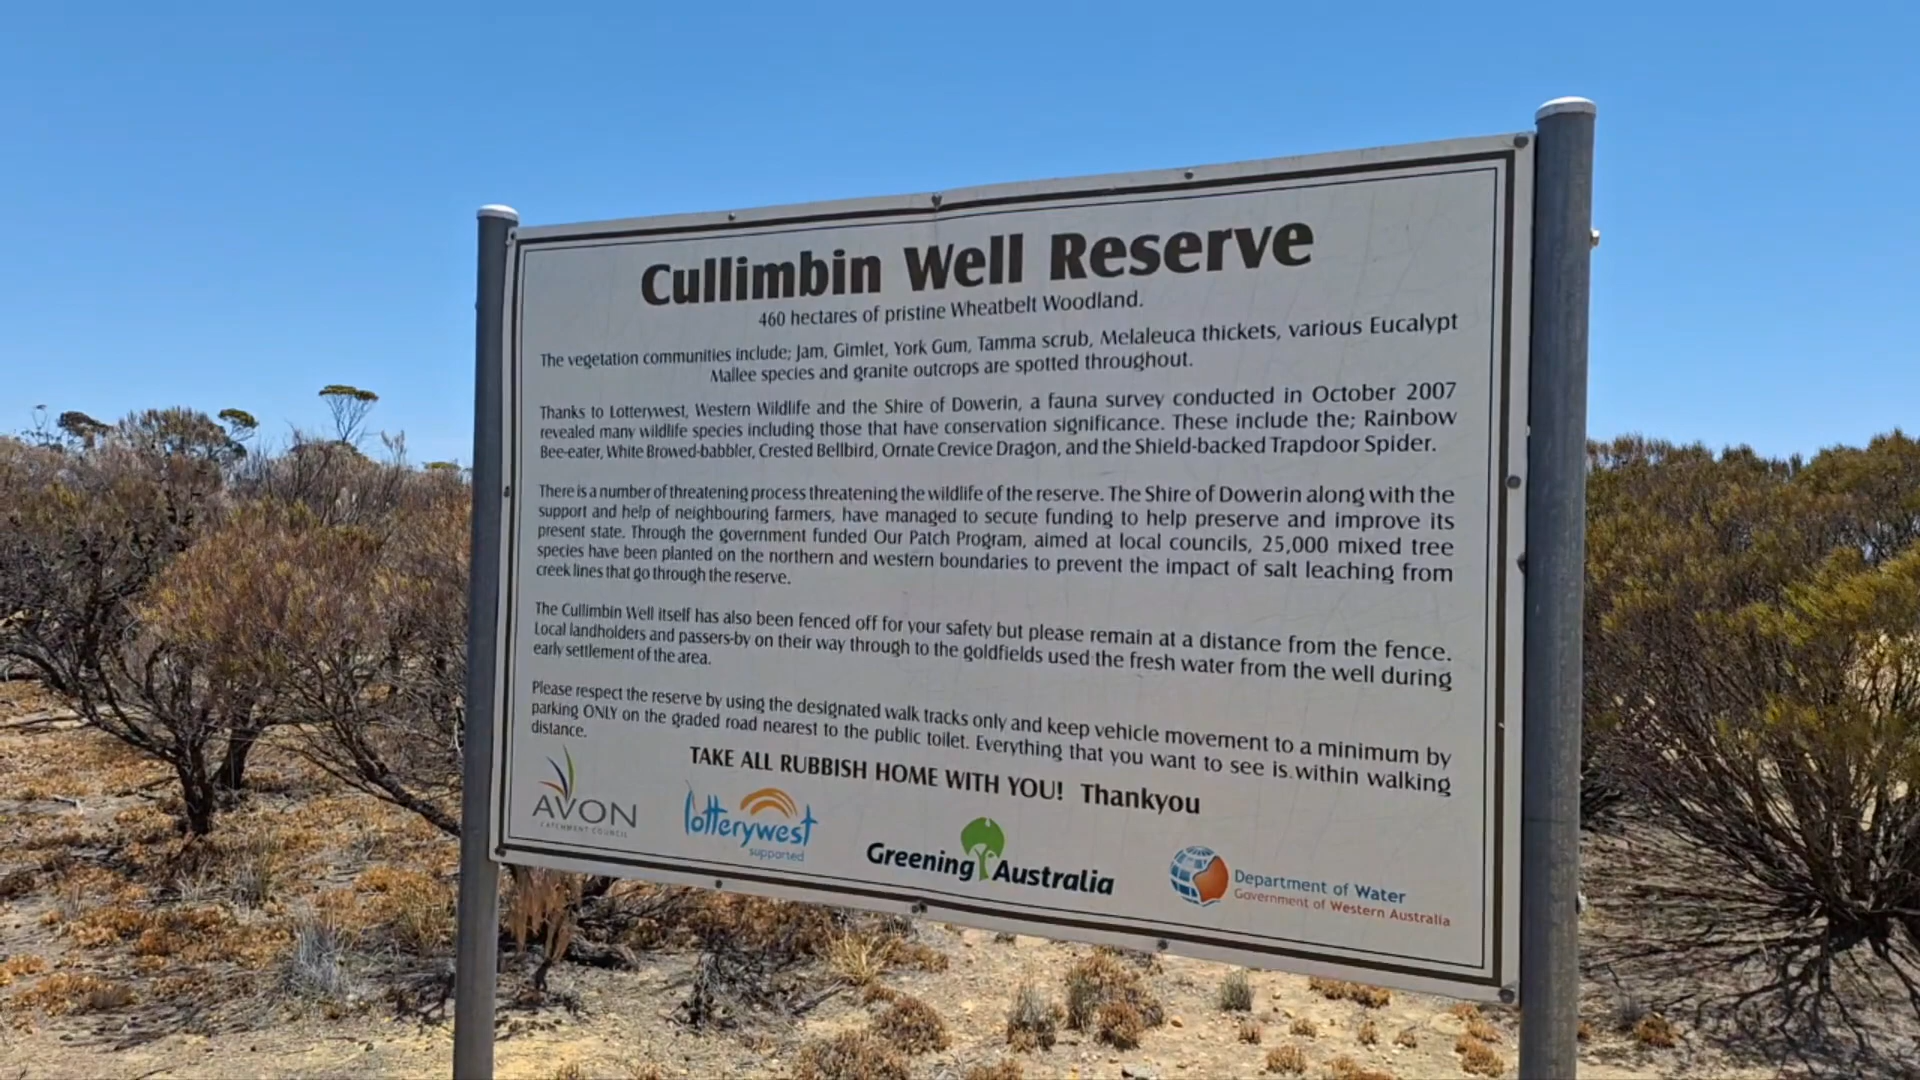 Cullimbin Well Reserve
460 hectares of pristine Wheatbelt Woodland.
The vegetation communities include; Jam, Gimlet, York Gum, Tamma scrub, Melaleuca thickets, various Eucalypt
Mallee species and granite outcrops are spotted throughout.
Thanks to Lotterywest, Western Wildlife and the Shire of Dowerin, a fauna survey conducted in October 2007
revealed many wildlife species including those that have conservation significance. These include the; Rainbow
Bee-eater, White Browed-babbler, Crested Bellbird, Ornate Crevice Dragon, and the Shield-backed Trapdoor Spider.
There is a number of threatening process threatening the wildlife of the reserve. The Shire of Dowerin along with the
support and help of neighbouring farmers, have managed to secure funding to help preserve and improve its
present state. Through the government funded Our Patch Program, aimed at local councils, 25,000 mixed tree
species have been planted on the northern and western boundaries to prevent the impact of salt leaching from
creek lines that go through the reserve.
The Cullimbin Well itself has also been fenced off for your safety but please remain at a distance from the fence.
Local landholders and passers-by on their way through to the goldfields used the fresh water from the well during
early settlement of the area.
Please respect the reserve by using the designated walk tracks only and keep vehicle movement to a minimum by
parking ONLY on the graded road nearest to the public toilet. Everything that you want to see is within walking
distance.
TAKE ALL RUBBISH HOME WITH YOU! Thankyou
AVON
CATCHMENT COUNCIL
lotterywest
supported
Greening Australia
Department of Water
Government of Western Australia